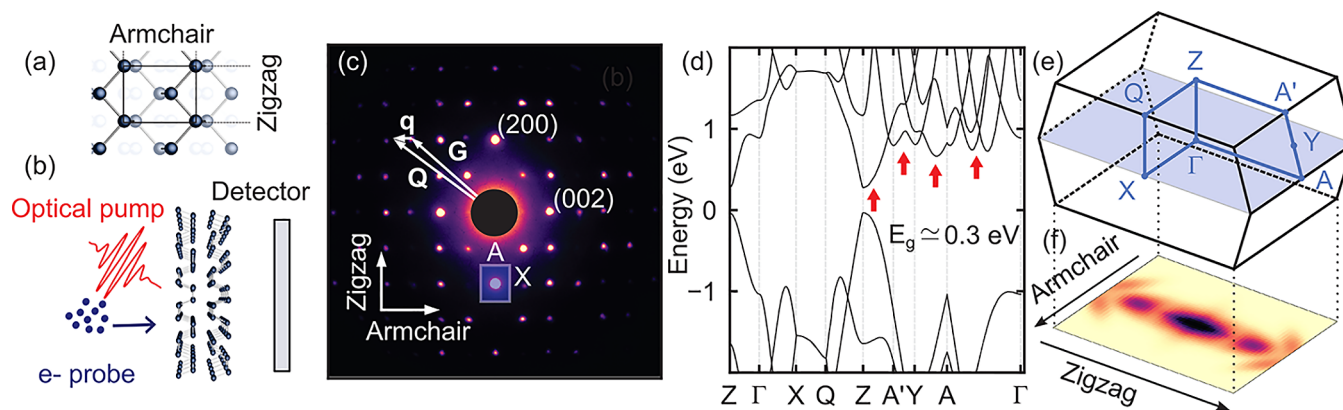 (a)
Armchair
Zigzag
(b)
Optical pump
e- probe
Detector
(c)
(b)
q
G
Q
(200)
(002)
A
X
Zigzag
Armchair
(d)
Energy (eV)
1
0
−1
E_g ≃ 0.3 eV
Z Γ X Q Z A' Y A Γ
(e)
Z
Q
A'
Y
Γ
X
A
(f)
Armchair
Zigzag